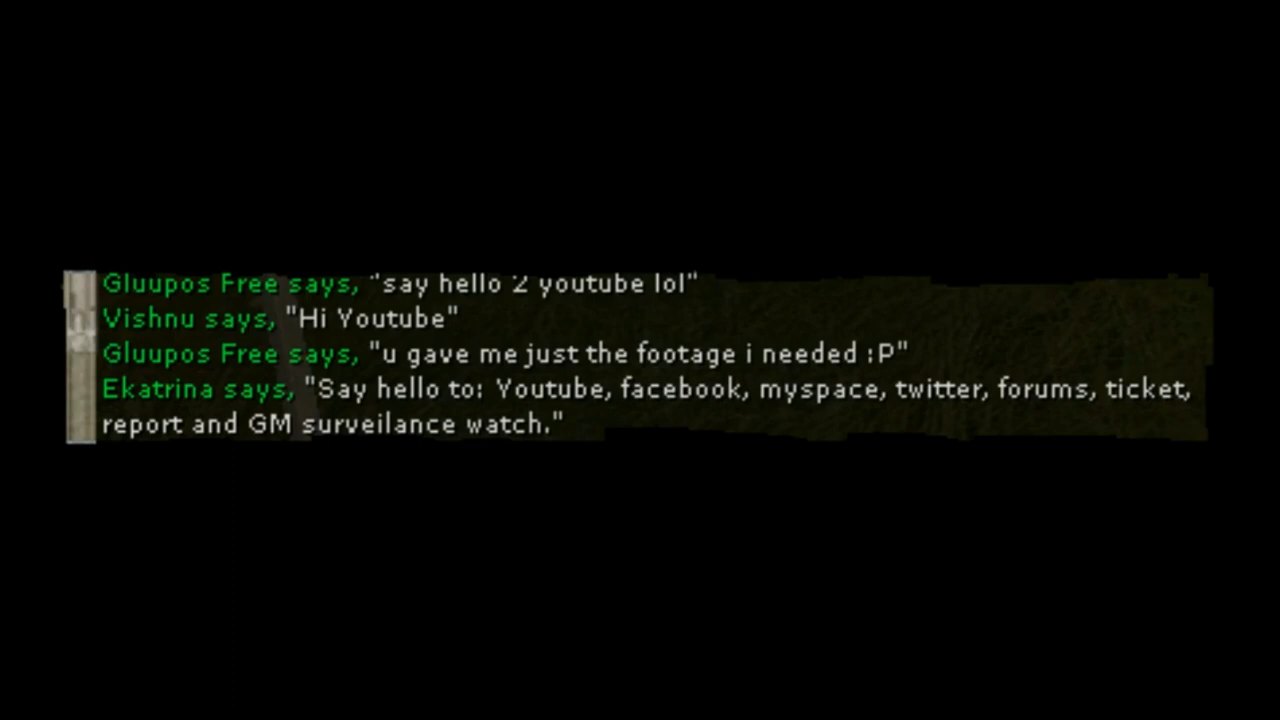 Gluupos Free says, "say hello 2 youtube lol"
Vishnu says, "Hi Youtube"
Gluupos Free says, "u gave me just the footage i needed :P"
Ekatrina says, "Say hello to: Youtube, facebook, myspace, twitter, forums, ticket,
report and GM surveilance watch."